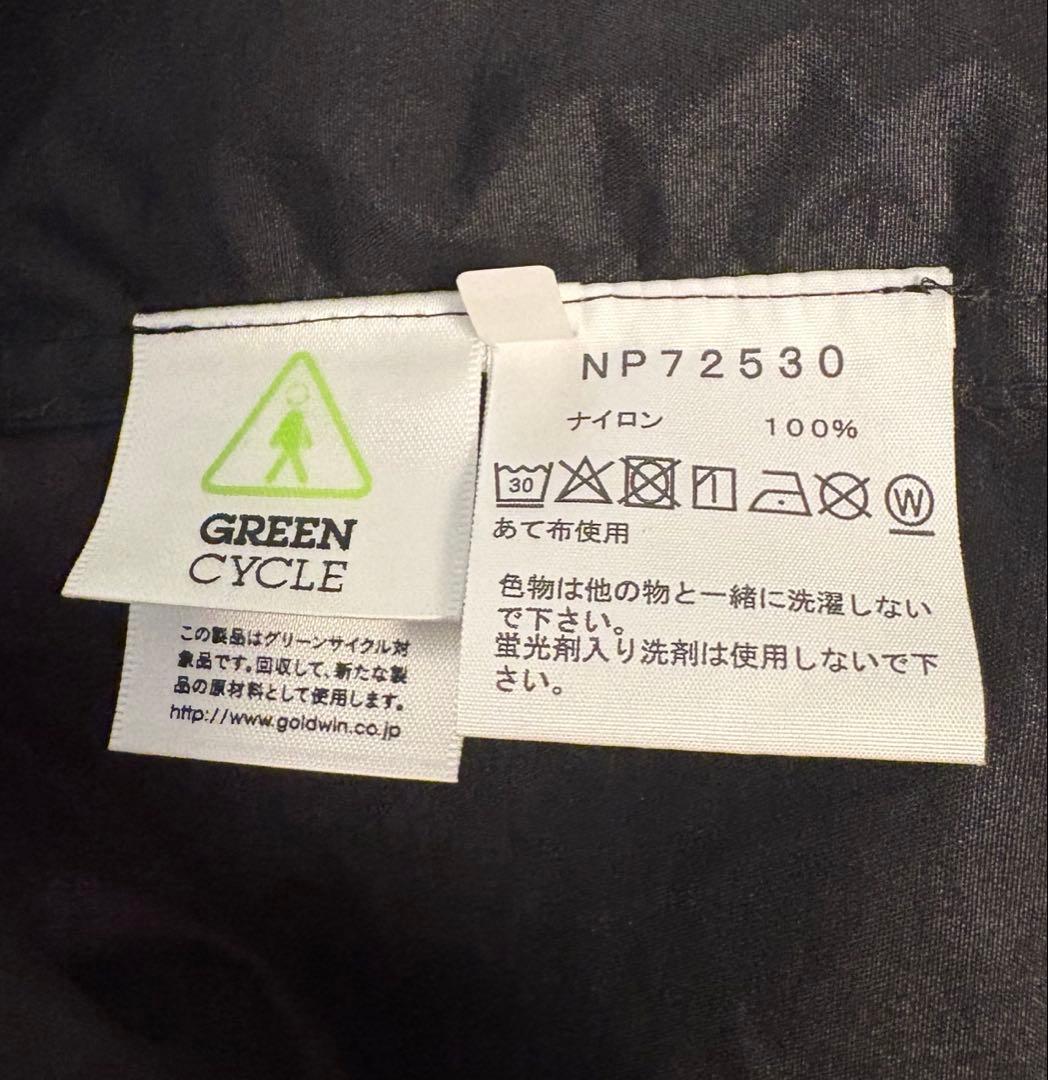 GREEN
CYCLE
この製品はグリーンサイクル対
象品です。回収して、新たな製
品の原材料として使用します。
http://www.goldwin.co.jp
NP72530
ナイロン 100%
30
W
あて布使用
色物は他の物と一緒に洗濯しない
で下さい。
蛍光剤入り洗剤は使用しないで下
さい。